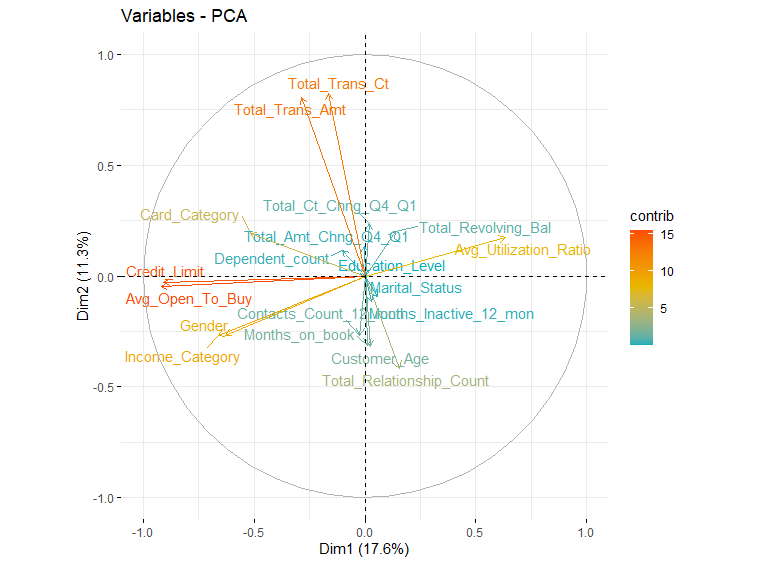 Variables - PCA
1.0
Total_Trans_Ct
Total_Trans_Amt
0.5
Total_Ct_Chng_Q4_Q1
Card_Category
contrib
Total_Revolving_Bal
15
Total_Amt_Chng_Q4_Q1
Avg_Utilization_Ratio
Dependent_count
Education_Level
10
Credit_Limit
0.0
Marital_Status
Avg_Open_To_Buy
5
Contacts_Count_12_mon
Months_Inactive_12_mon
Gender
Months_on_book
Income_Category
Customer_Age
Total_Relationship_Count
-0.5
-1.0
Dim2 (11.3%)
-1.0 -0.5 0.0 0.5 1.0
Dim1 (17.6%)